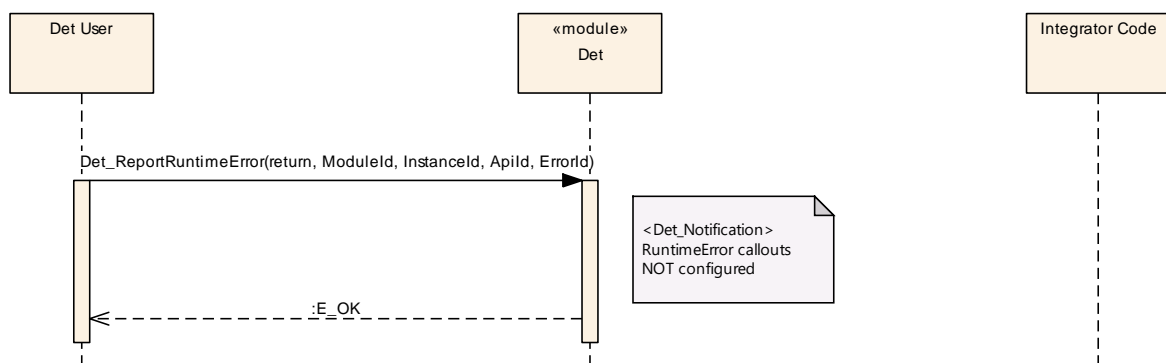 Det User
«module»
Det
Integrator Code
Det_ReportRuntimeError(return, ModuleId, InstanceId, ApiId, ErrorId)
<Det_Notification>
RuntimeError callouts
NOT configured
:E_OK